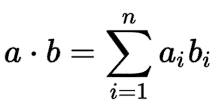 a · b = ∑_{i=1}^{n} a_i b_i